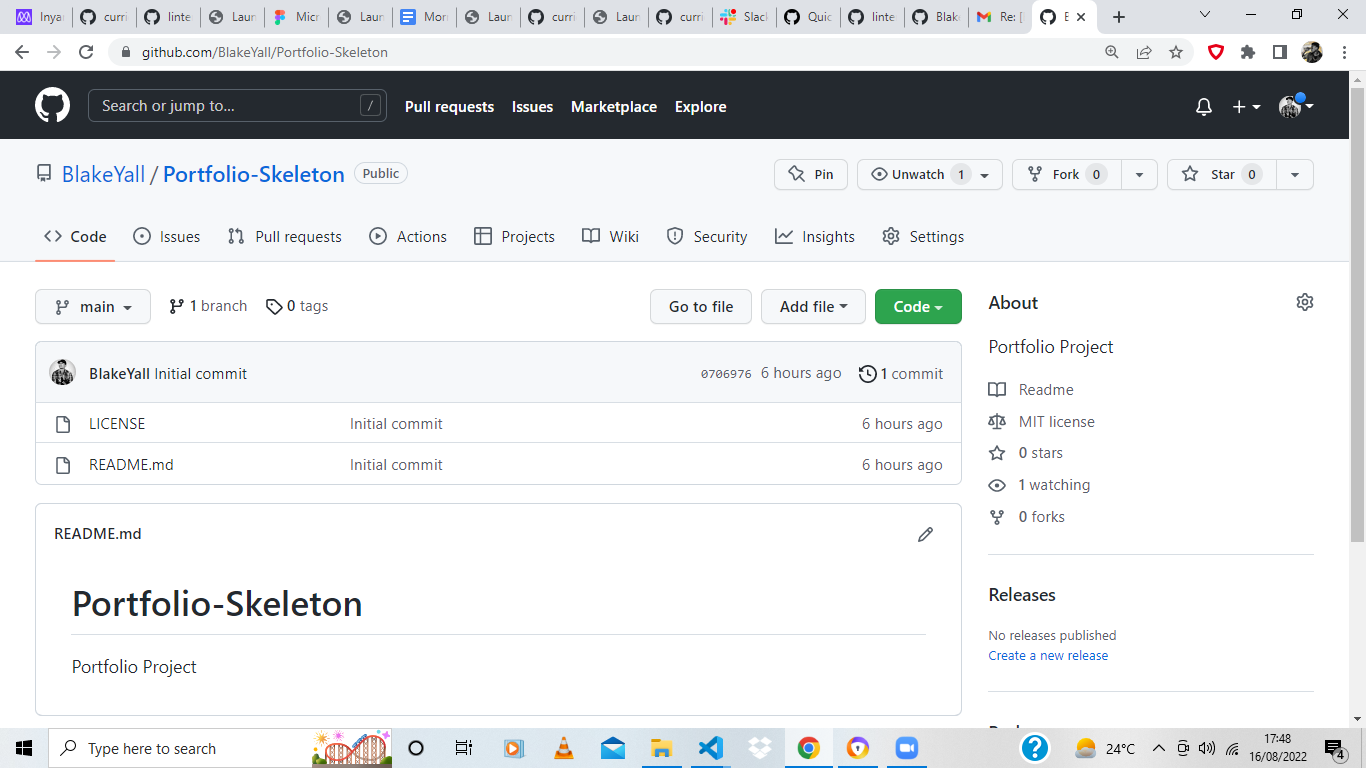 Inya curri linte Laun Micr Laun Mor Laun curri Laun curri Slack Quic linte Blake Re: [
github.com/BlakeYall/Portfolio-Skeleton
Search or jump to... / Pull requests Issues Marketplace Explore
BlakeYall / Portfolio-Skeleton Public Pin Unwatch 1 Fork 0 Star 0
Code Issues Pull requests Actions Projects Wiki Security Insights Settings
main 1 branch 0 tags Go to file Add file Code
BlakeYall Initial commit 0706976 6 hours ago 1 commit
LICENSE Initial commit 6 hours ago
README.md Initial commit 6 hours ago
README.md
Portfolio-Skeleton
Portfolio Project
About
Portfolio Project
Readme
MIT license
0 stars
1 watching
0 forks
Releases
No releases published
Create a new release
Type here to search
24°C
17:48
16/08/2022
4